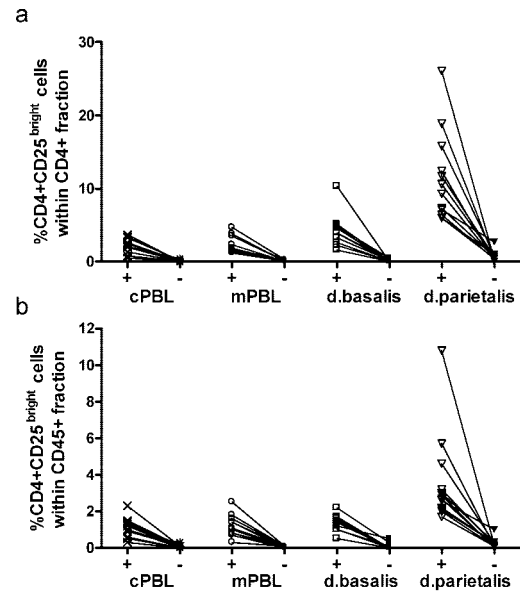 a
%CD4+CD25bright cells
within CD4+ fraction
30
20
10
0
+ - + - + - + -
cPBL mPBL d.basalis d.parietalis
b
%CD4+CD25bright cells
within CD45+ fraction
12
10
8
6
4
2
0
+ - + - + - + -
cPBL mPBL d.basalis d.parietalis